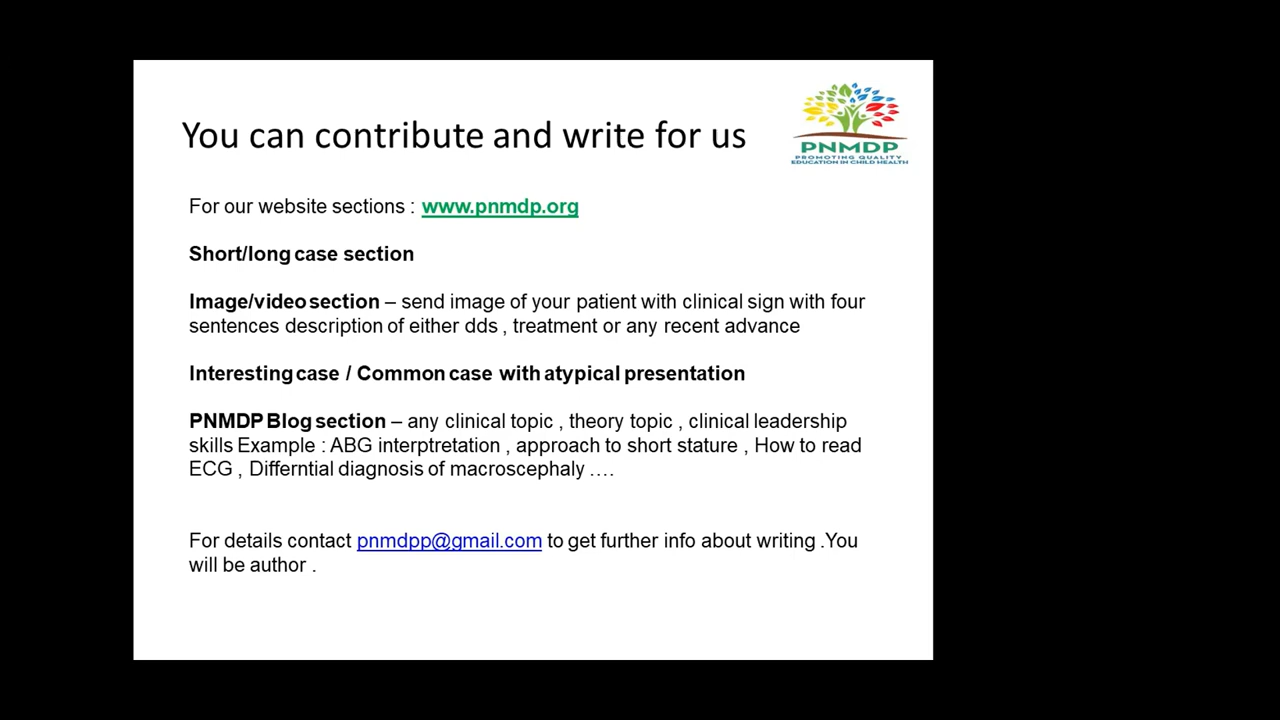 You can contribute and write for us
PNMDP
PROMOTING QUALITY
EDUCATION IN CHILD HEALTH
For our website sections : www.pnmdp.org
Short/long case section
Image/video section – send image of your patient with clinical sign with four
sentences description of either dds , treatment or any recent advance
Interesting case / Common case with atypical presentation
PNMDP Blog section – any clinical topic , theory topic , clinical leadership
skills Example : ABG interptretation , approach to short stature , How to read
ECG , Differntial diagnosis of macroscephaly ....
For details contact pnmdpp@gmail.com to get further info about writing .You
will be author .